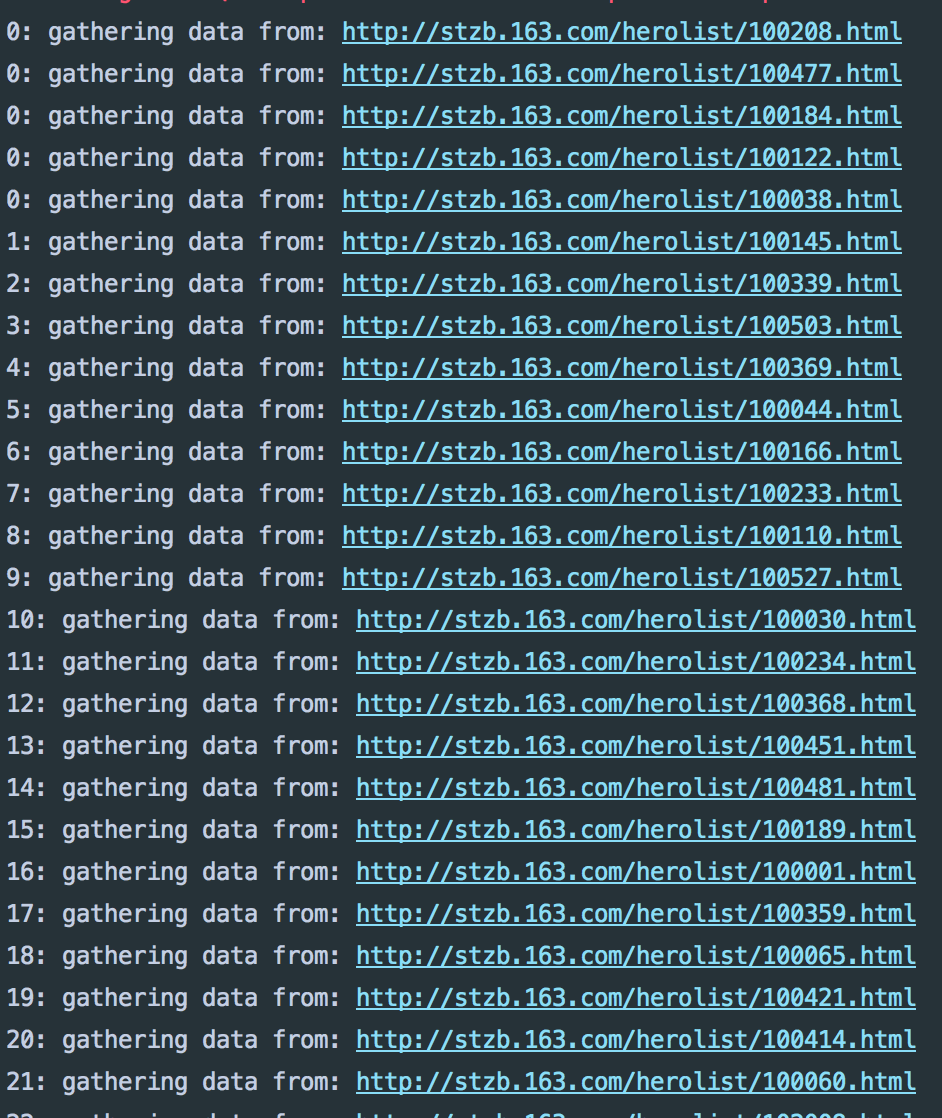 0: gathering data from: http://stzb.163.com/herolist/100208.html
0: gathering data from: http://stzb.163.com/herolist/100477.html
0: gathering data from: http://stzb.163.com/herolist/100184.html
0: gathering data from: http://stzb.163.com/herolist/100122.html
0: gathering data from: http://stzb.163.com/herolist/100038.html
1: gathering data from: http://stzb.163.com/herolist/100145.html
2: gathering data from: http://stzb.163.com/herolist/100339.html
3: gathering data from: http://stzb.163.com/herolist/100503.html
4: gathering data from: http://stzb.163.com/herolist/100369.html
5: gathering data from: http://stzb.163.com/herolist/100044.html
6: gathering data from: http://stzb.163.com/herolist/100166.html
7: gathering data from: http://stzb.163.com/herolist/100233.html
8: gathering data from: http://stzb.163.com/herolist/100110.html
9: gathering data from: http://stzb.163.com/herolist/100527.html
10: gathering data from: http://stzb.163.com/herolist/100030.html
11: gathering data from: http://stzb.163.com/herolist/100234.html
12: gathering data from: http://stzb.163.com/herolist/100368.html
13: gathering data from: http://stzb.163.com/herolist/100451.html
14: gathering data from: http://stzb.163.com/herolist/100481.html
15: gathering data from: http://stzb.163.com/herolist/100189.html
16: gathering data from: http://stzb.163.com/herolist/100001.html
17: gathering data from: http://stzb.163.com/herolist/100359.html
18: gathering data from: http://stzb.163.com/herolist/100065.html
19: gathering data from: http://stzb.163.com/herolist/100421.html
20: gathering data from: http://stzb.163.com/herolist/100414.html
21: gathering data from: http://stzb.163.com/herolist/100060.html